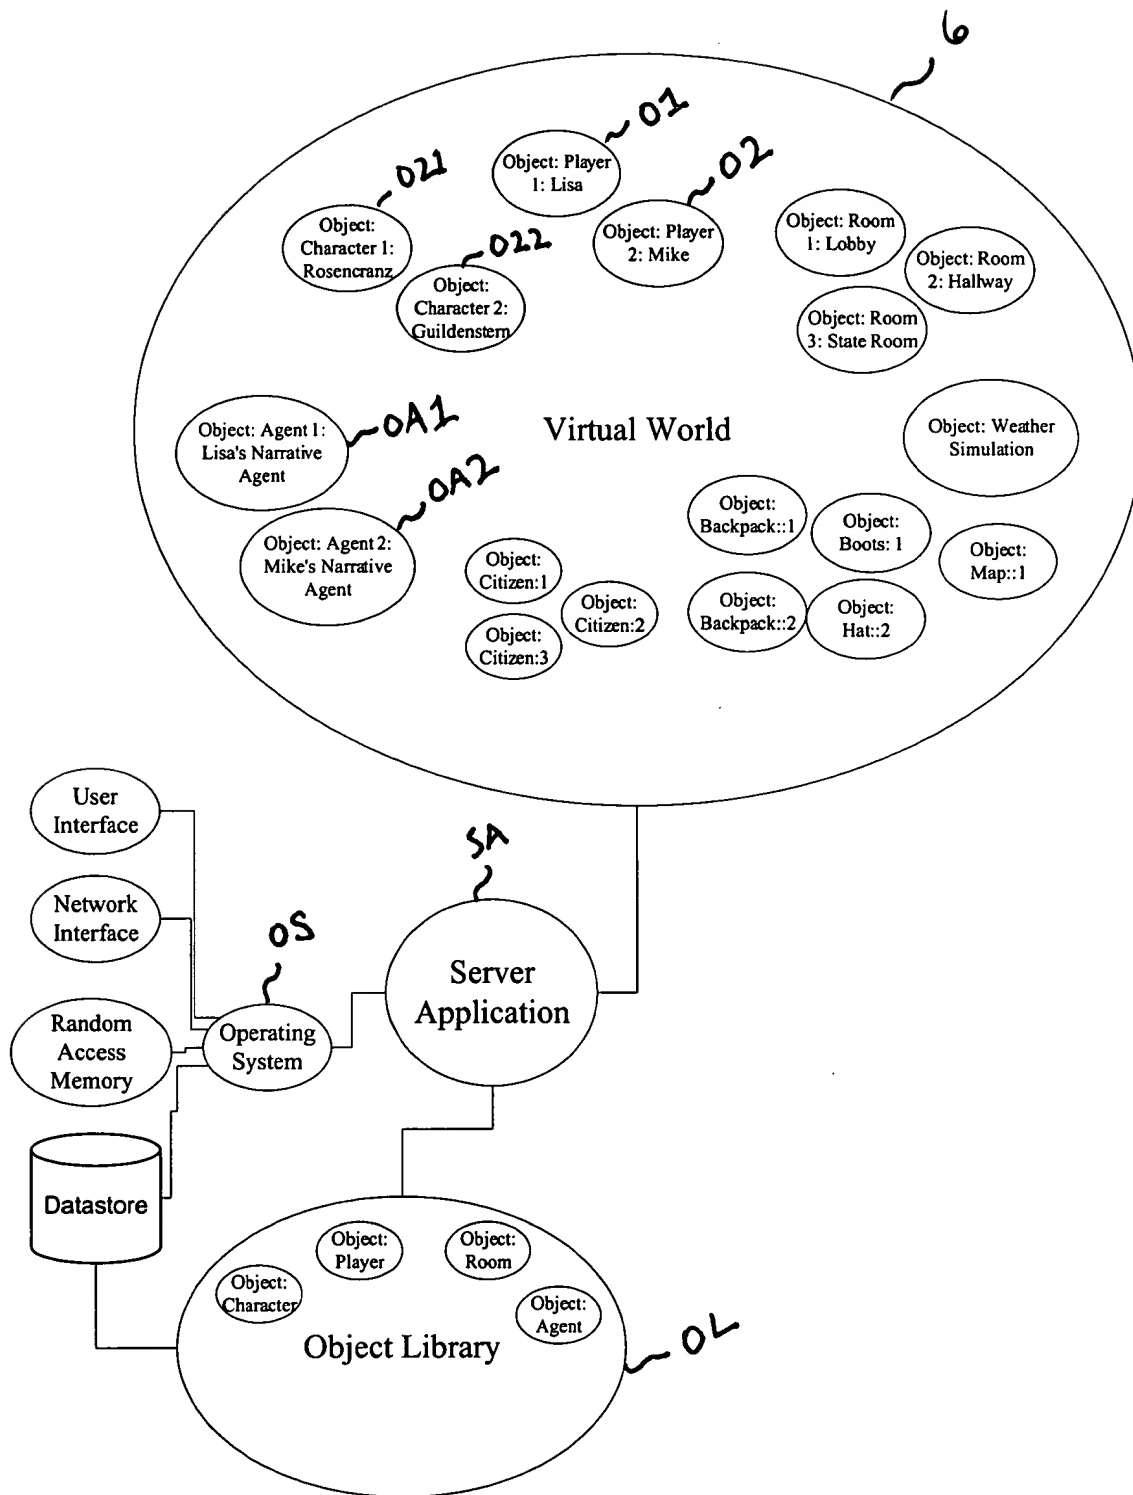 6
O1
Object: Player
1: Lisa
O2
Object: Player
2: Mike
O21
Object:
Character 1:
Rosencranz
O22
Object:
Character 2:
Guildenstern
Object: Room
1: Lobby
Object: Room
2: Hallway
Object: Room
3: State Room
OA1
Object: Agent 1:
Lisa's Narrative
Agent
Virtual World
Object: Weather
Simulation
OA2
Object: Agent 2:
Mike's Narrative
Agent
Object:
Citizen:1
Object:
Citizen:2
Object:
Citizen:3
Object:
Backpack::1
Object:
Boots: 1
Object:
Map::1
Object:
Backpack::2
Object:
Hat::2
User
Interface
Network
Interface
Random
Access
Memory
Datastore
OS
Operating
System
SA
Server
Application
Object:
Character
Object:
Player
Object:
Room
Object:
Agent
Object Library
OL